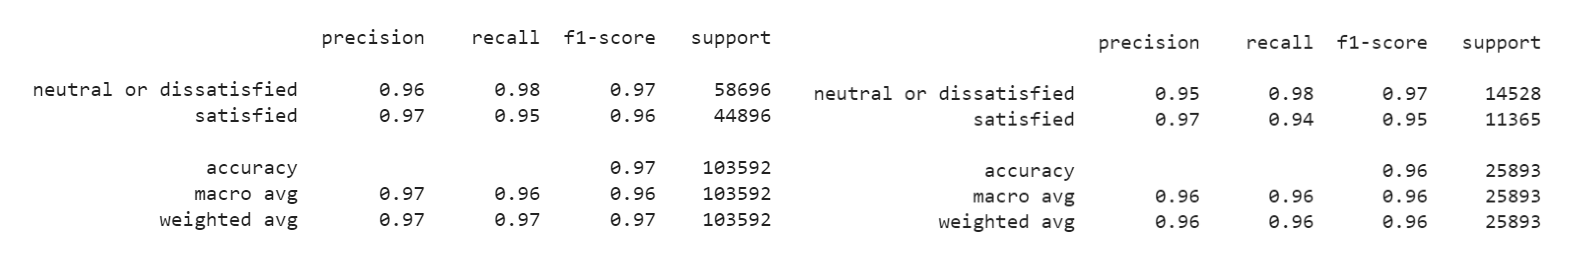 precision recall f1-score support
neutral or dissatisfied 0.96 0.98 0.97 58696
satisfied 0.97 0.95 0.96 44896
accuracy 0.97 103592
macro avg 0.97 0.96 0.96 103592
weighted avg 0.97 0.97 0.97 103592
precision recall f1-score support
neutral or dissatisfied 0.95 0.98 0.97 14528
satisfied 0.97 0.94 0.95 11365
accuracy 0.96 25893
macro avg 0.96 0.96 0.96 25893
weighted avg 0.96 0.96 0.96 25893